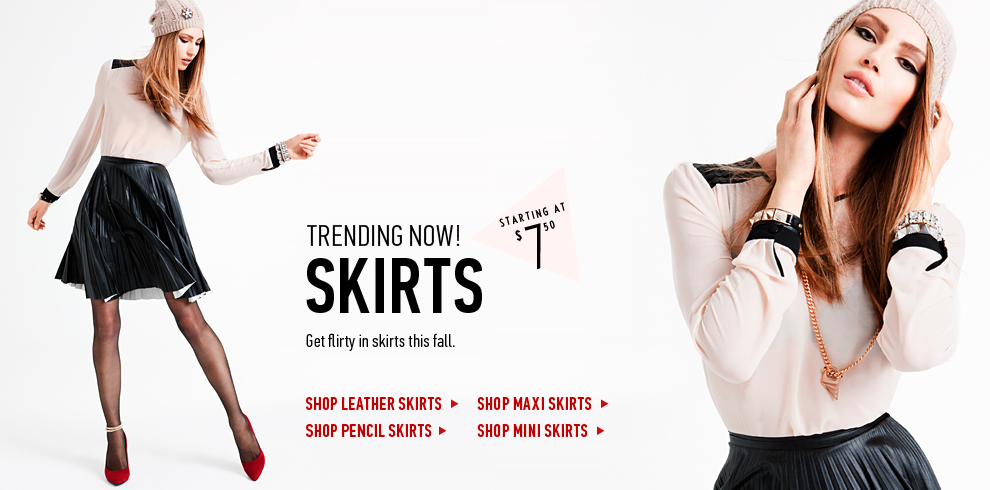 STARTING AT
$7.50
TRENDING NOW!
SKIRTS
Get flirty in skirts this fall.
SHOP LEATHER SKIRTS
SHOP MAXI SKIRTS
SHOP PENCIL SKIRTS
SHOP MINI SKIRTS